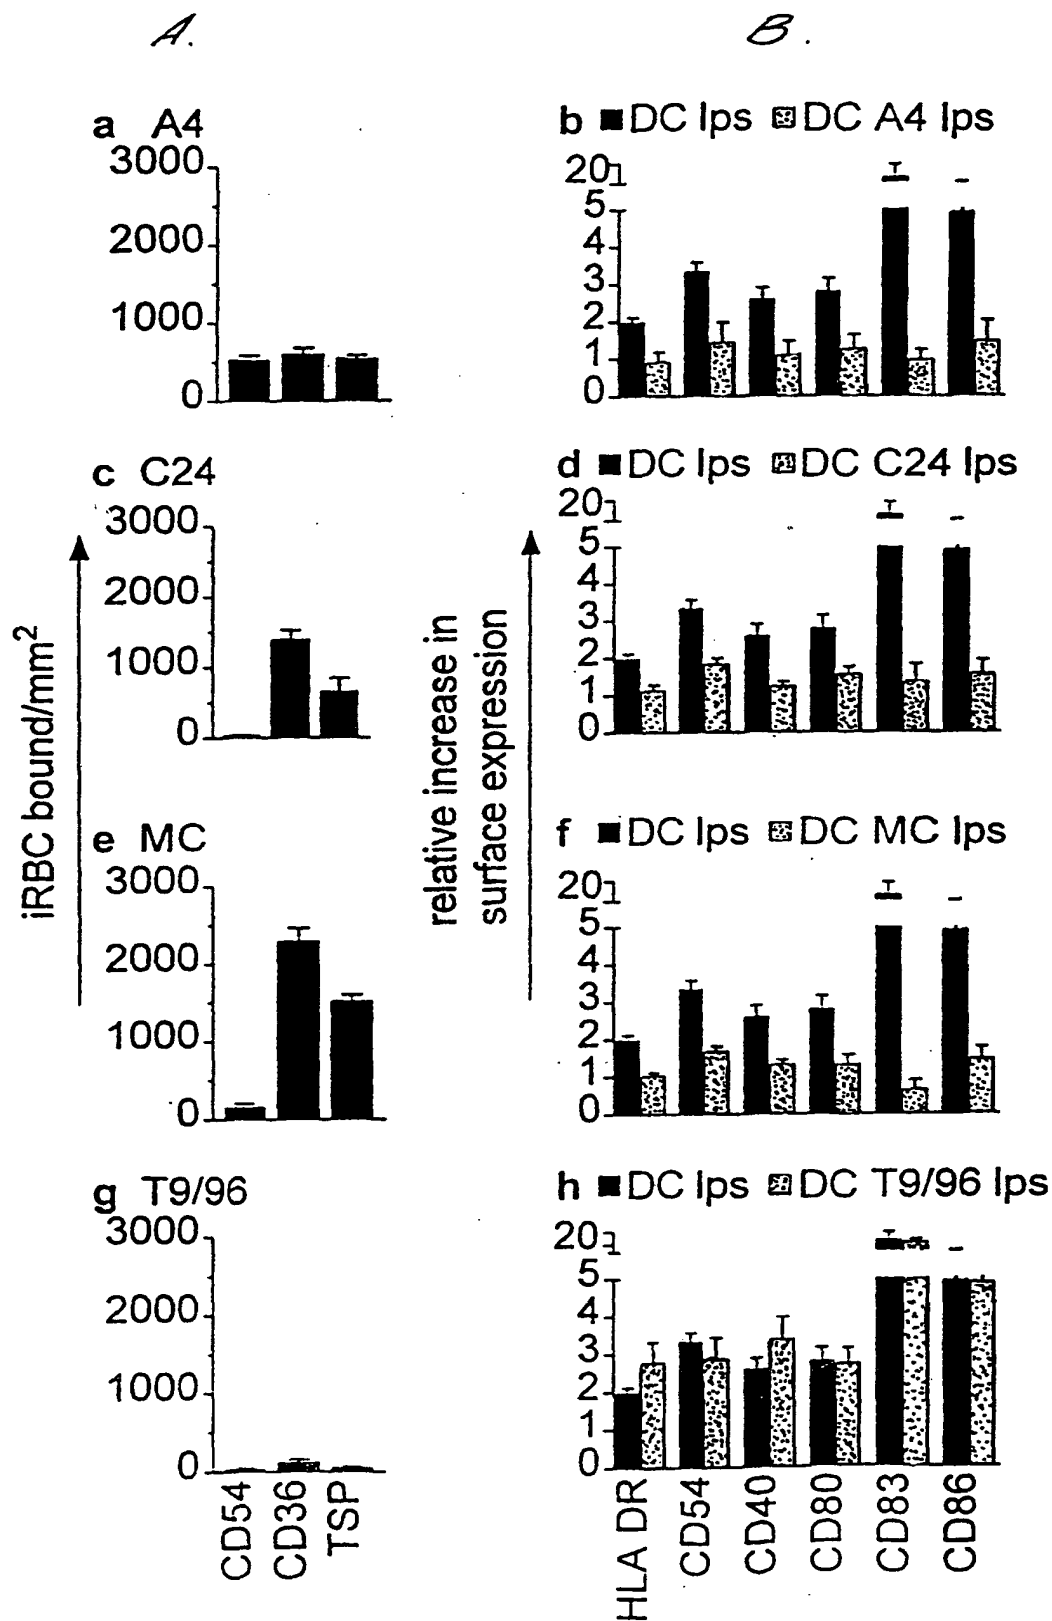 A.
B.
a A4
3000
2000
1000
0
b ■ DC lps ▩ DC A4 lps
20
5
4
3
2
1
0
c C24
3000
2000
1000
0
d ■ DC lps ▩ DC C24 lps
20
5
4
3
2
1
0
iRBC bound/mm²
relative increase in
surface expression
e MC
3000
2000
1000
0
f ■ DC lps ▩ DC MC lps
20
5
4
3
2
1
0
g T9/96
3000
2000
1000
0
CD54
CD36
TSP
h ■ DC lps ▩ DC T9/96 lps
20
5
4
3
2
1
0
HLA DR
CD54
CD40
CD80
CD83
CD86